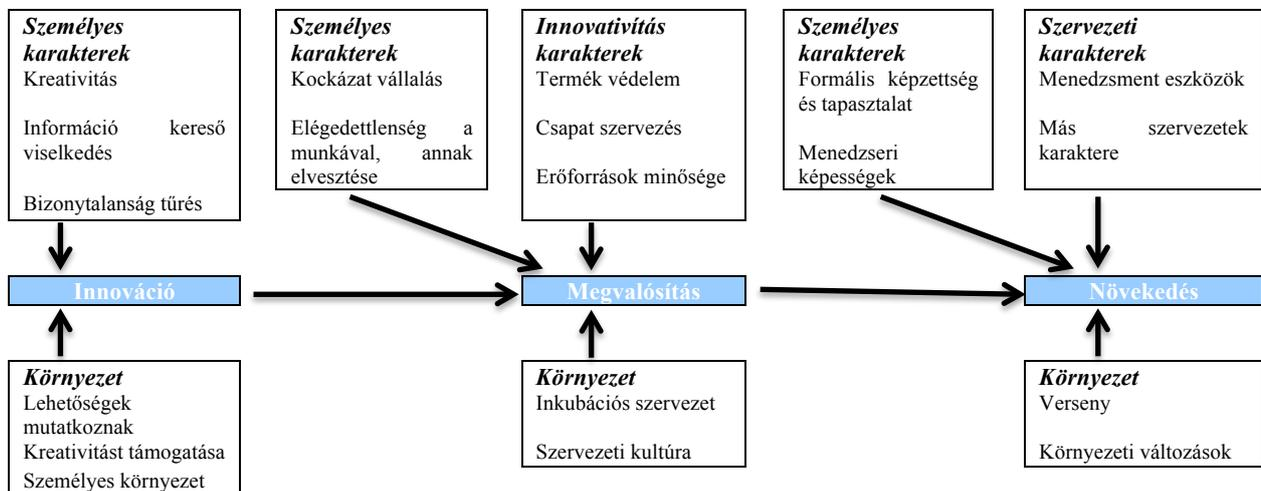 Személyes
karakterek
Kreativitás
Információ kereső
viselkedés
Bizonytalanság tűrés
Személyes
karakterek
Kockázat vállalás
Elégedettlenség a
munkával, annak
elvesztése
Innovativítás
karakterek
Termék védelem
Csapat szervezés
Erőforrások minősége
Személyes
karakterek
Formális képzettség
és tapasztalat
Menedzseri
képességek
Szervezeti
karakterek
Menedzsment eszközök
Más szervezetek
karaktere
Innováció
Megvalósítás
Növekedés
Környezet
Lehetőségek
mutatkoznak
Kreativitást támogatása
Személyes környezet
Környezet
Inkubációs szervezet
Szervezeti kultúra
Környezet
Verseny
Környezeti változások